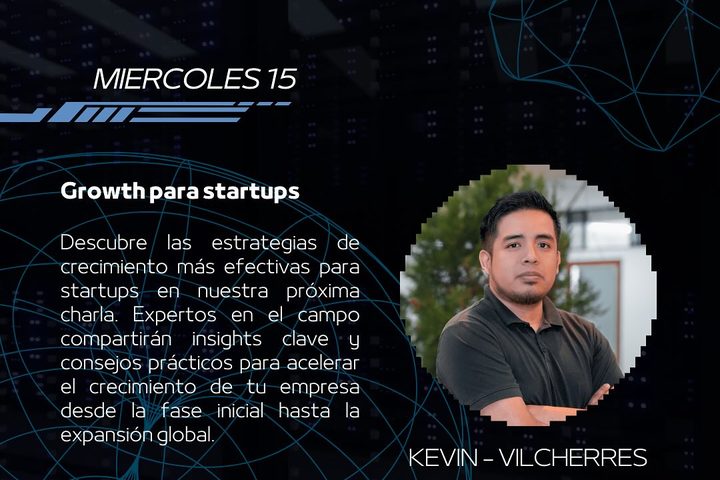 MIERCOLES 15
Growth para startups
Descubre las estrategias de
crecimiento más efectivas para
startups en nuestra próxima
charla. Expertos en el campo
compartirán insights clave y
consejos prácticos para acelerar
el crecimiento de tu empresa
desde la fase inicial hasta la
expansión global.
KEVIN - VILCHERRES